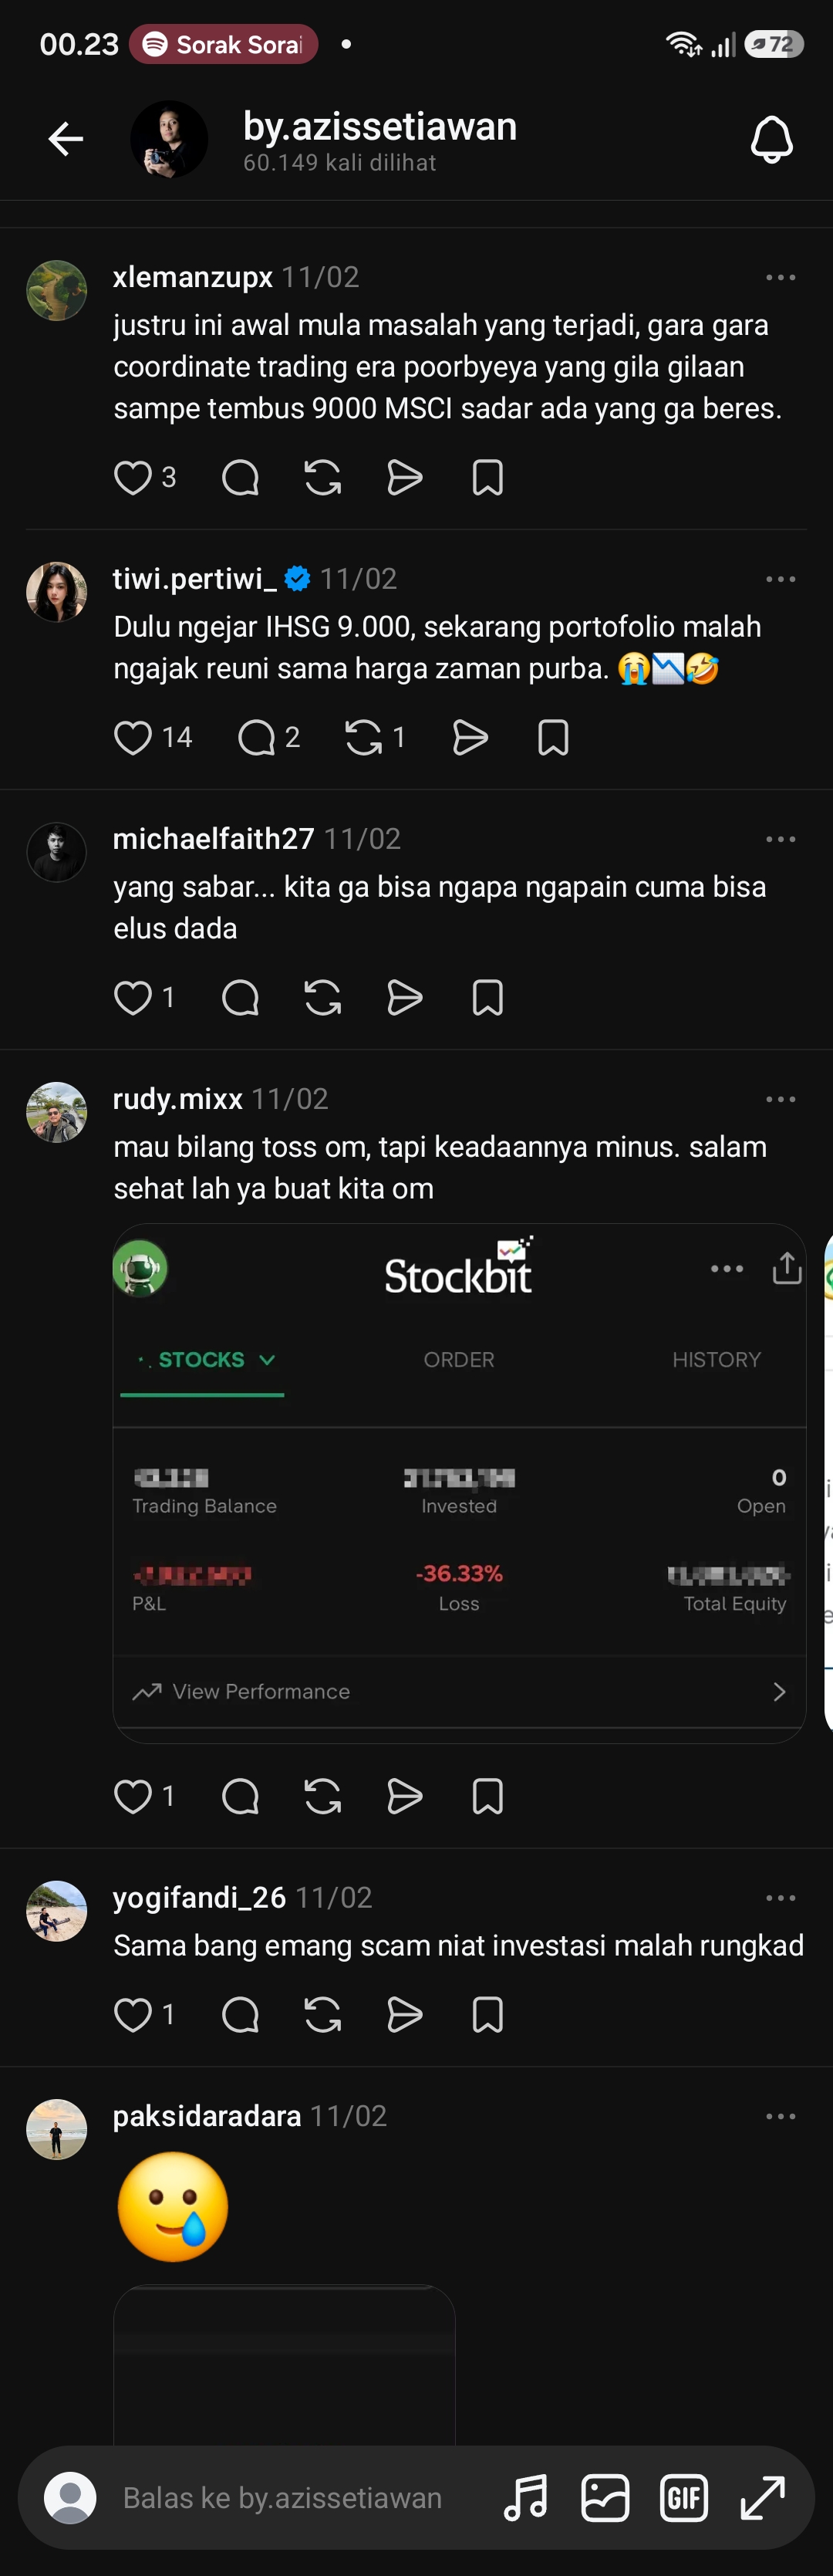 00.23 Sorak Sorai 72
by.azissetiawan
60.149 kali dilihat
xlemanzupx 11/02
justru ini awal mula masalah yang terjadi, gara gara
coordinate trading era poorbyeya yang gila gilaan
sampe tembus 9000 MSCI sadar ada yang ga beres.
3
tiwi.pertiwi_ 11/02
Dulu ngejar IHSG 9.000, sekarang portofolio malah
ngajak reuni sama harga zaman purba. 😭📉🤣
14 2 1
michaelfaith27 11/02
yang sabar... kita ga bisa ngapa ngapain cuma bisa
elus dada
1
rudy.mixx 11/02
mau bilang toss om, tapi keadaannya minus. salam
sehat lah ya buat kita om
Stockbit
STOCKS ORDER HISTORY
0
Trading Balance Invested Open
-36.33%
P&L Loss Total Equity
View Performance
1
yogifandi_26 11/02
Sama bang emang scam niat investasi malah rungkad
1
paksidaradara 11/02
🥲
Balas ke by.azissetiawan GIF